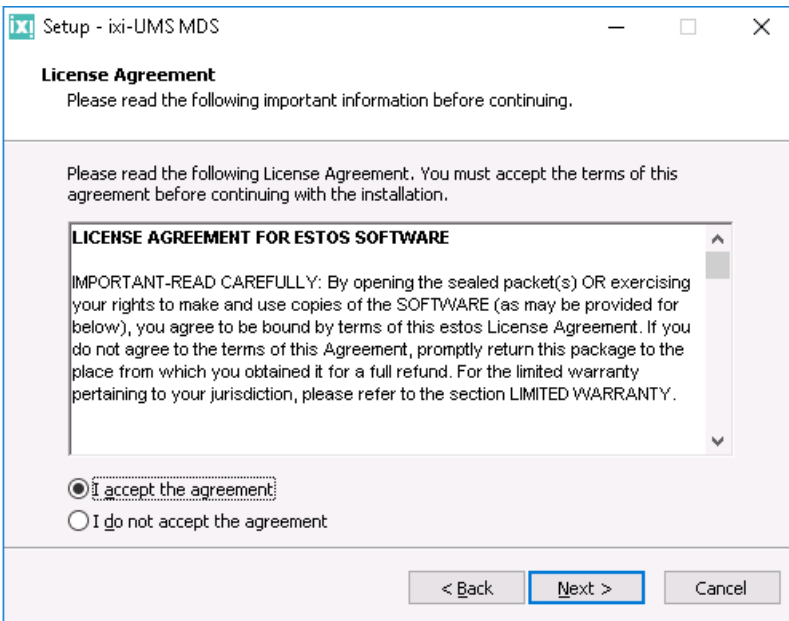 ixi Setup - ixi-UMS MDS
License Agreement
Please read the following important information before continuing.
Please read the following License Agreement. You must accept the terms of this
agreement before continuing with the installation.
LICENSE AGREEMENT FOR ESTOS SOFTWARE
IMPORTANT-READ CAREFULLY: By opening the sealed packet(s) OR exercising
your rights to make and use copies of the SOFTWARE (as may be provided for
below), you agree to be bound by terms of this estos License Agreement. If you
do not agree to the terms of this Agreement, promptly return this package to the
place from which you obtained it for a full refund. For the limited warranty
pertaining to your jurisdiction, please refer to the section LIMITED WARRANTY.
I accept the agreement
I do not accept the agreement
< Back Next > Cancel